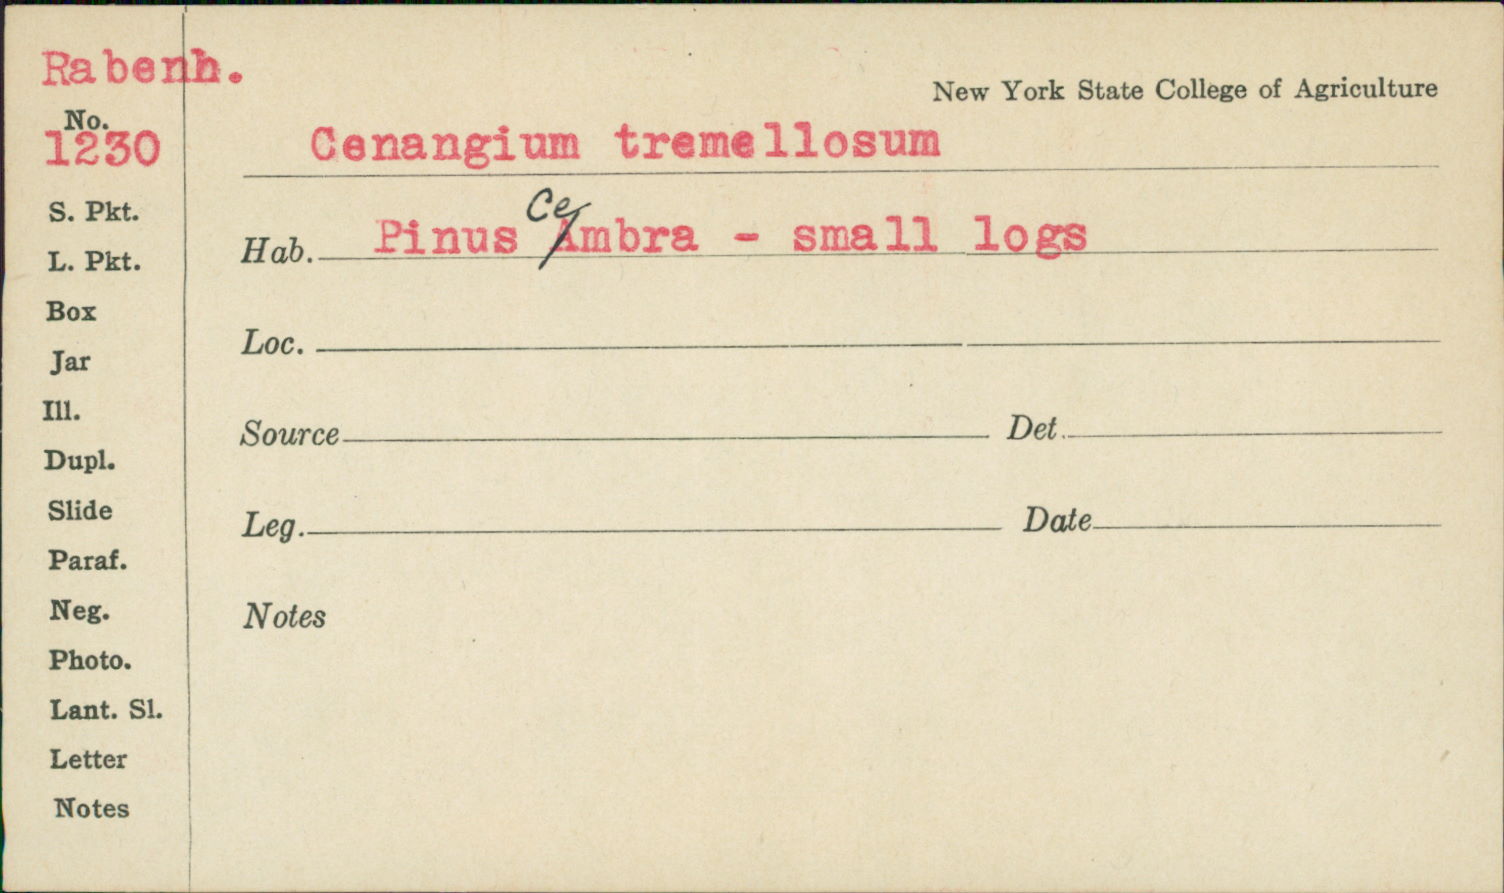 Rabenh.
New York State College of Agriculture
No.
1230
Cenangium tremellosum
S. Pkt.
Ce
Hab. Pinus Ambra - small logs
L. Pkt.
Box
Loc.
Jar
Ill.
Source Det.
Dupl.
Slide
Leg. Date
Paraf.
Neg.
Notes
Photo.
Lant. Sl.
Letter
Notes